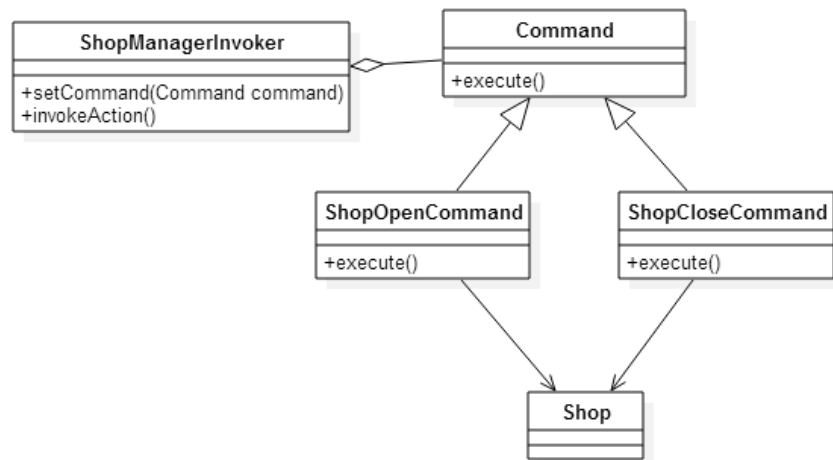 ShopManagerInvoker
+setCommand(Command command)
+invokeAction()
Command
+execute()
ShopOpenCommand
+execute()
ShopCloseCommand
+execute()
Shop